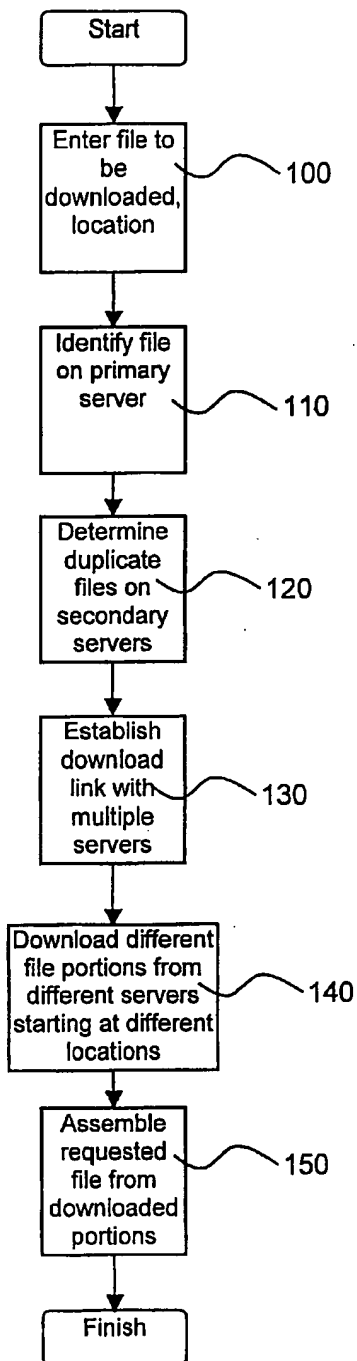 Start
Enter file to
be
downloaded,
location
100
Identify file
on primary
server
110
Determine
duplicate
files on
secondary
servers
120
Establish
download
link with
multiple
servers
130
Download different
file portions from
different servers
starting at different
locations
140
Assemble
requested
file from
downloaded
portions
150
Finish